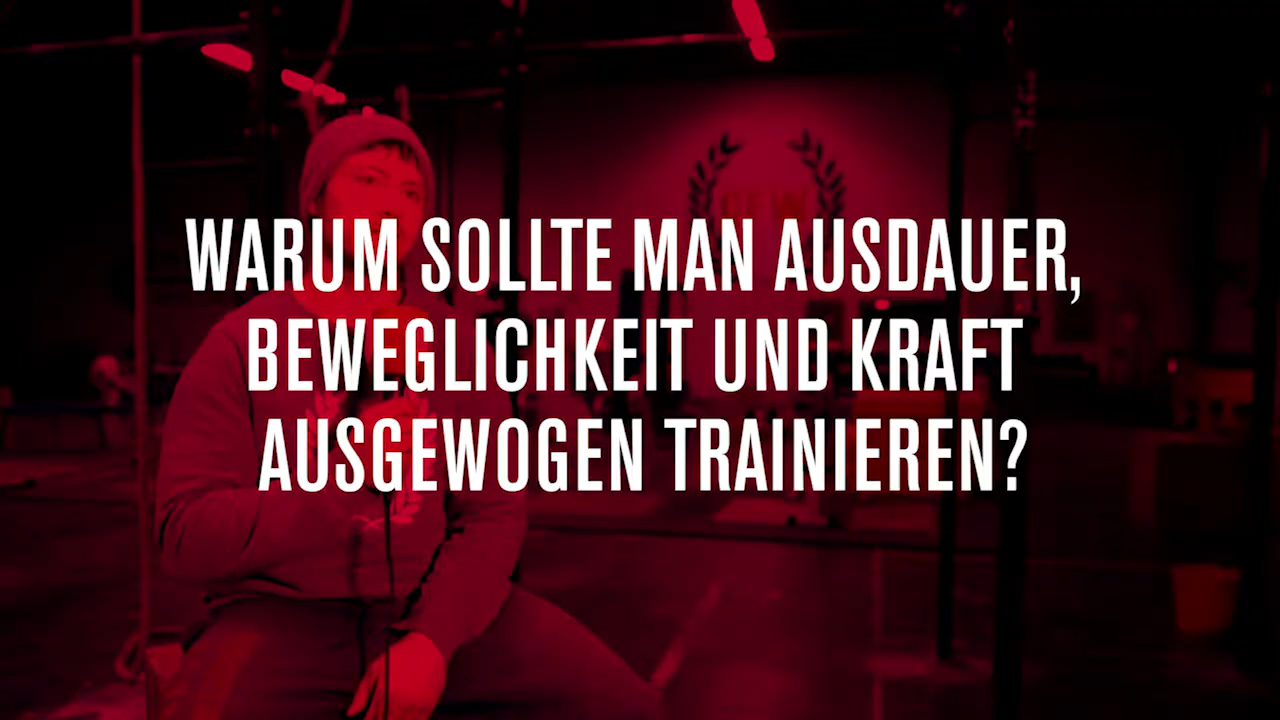 WARUM SOLLTE MAN AUSDAUER,
BEWEGLICHKEIT UND KRAFT
AUSGEWOGEN TRAINIEREN?